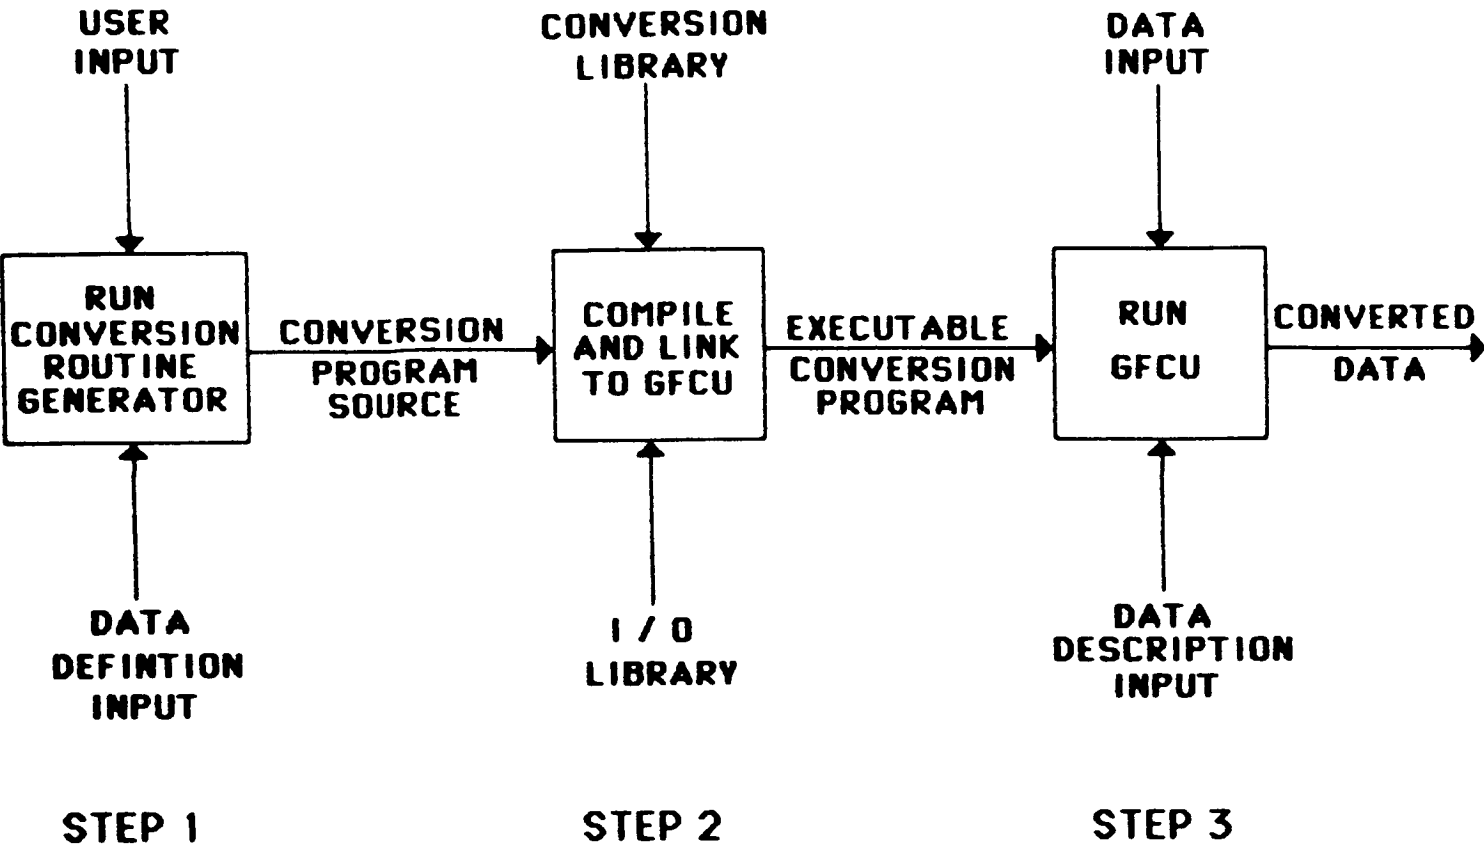 USER
INPUT
CONVERSION
LIBRARY
DATA
INPUT
RUN
CONVERSION
ROUTINE
GENERATOR
CONVERSION
PROGRAM
SOURCE
COMPILE
AND LINK
TO GFCU
EXECUTABLE
CONVERSION
PROGRAM
RUN
GFCU
CONVERTED
DATA
DATA
DEFINTION
INPUT
I / O
LIBRARY
DATA
DESCRIPTION
INPUT
STEP 1
STEP 2
STEP 3